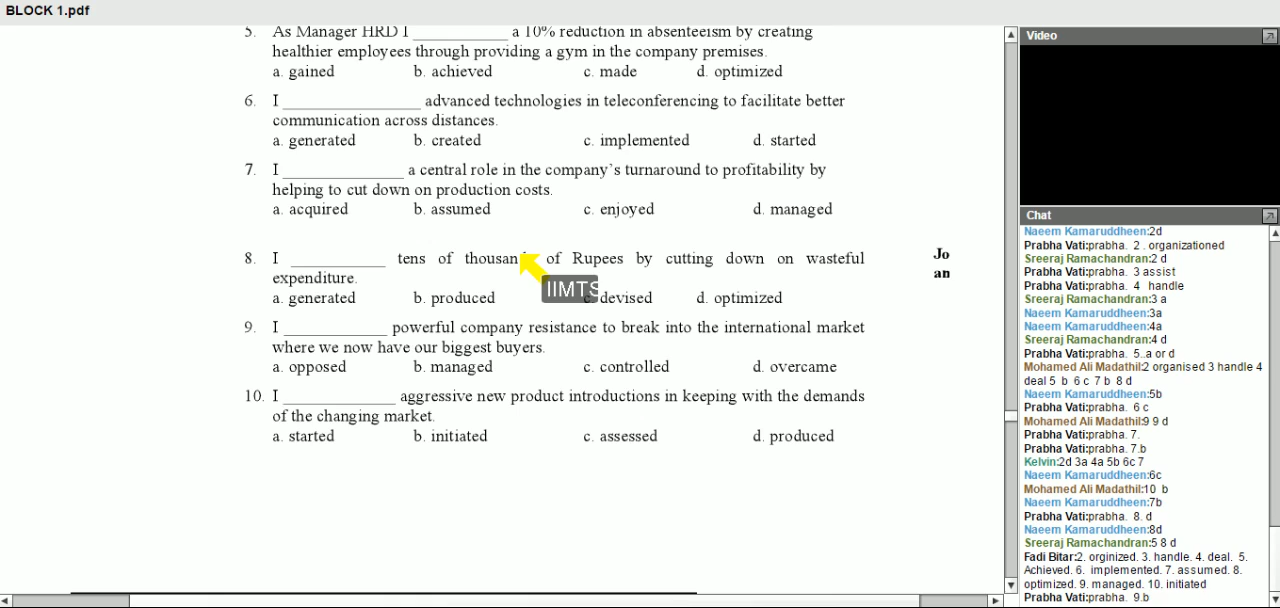 BLOCK 1.pdf
5. As Manager HRD I ____________ a 10% reduction in absenteeism by creating
healthier employees through providing a gym in the company premises.
a. gained b. achieved c. made d. optimized
6. I _________________ advanced technologies in teleconferencing to facilitate better
communication across distances.
a. generated b. created c. implemented d. started
7. I _______________ a central role in the company's turnaround to profitability by
helping to cut down on production costs.
a. acquired b. assumed c. enjoyed d. managed
8. I ____________ tens of of Rupees by cutting down on wasteful
expenditure.
a. generated b. produced c. devised d. optimized
IIMTS
9. I _____________ powerful company resistance to break into the international market
where we now have our biggest buyers.
a. opposed b. managed c. controlled d. overcame
10. I ______________ aggressive new product introductions in keeping with the demands
of the changing market.
a. started b. initiated c. assessed d. produced
Jo
an
Video
Chat
Naeem Kamaruddheen:2d
Prabha Vati:prabha. 2 . organizationed
Sreeraj Ramachandran:2 d
Prabha Vati:prabha. 3 assist
Prabha Vati:prabha. 4 handle
Sreeraj Ramachandran:3 a
Naeem Kamaruddheen:3a
Naeem Kamaruddheen:4a
Sreeraj Ramachandran:4 d
Prabha Vati:prabha. 5..a or d
Mohamed Ali Madathil:2 organised 3 handle 4
deal 5 b 6 c 7 b 8 d
Naeem Kamaruddheen:5b
Prabha Vati:prabha. 6 c
Mohamed Ali Madathil:9 9 d
Prabha Vati:prabha. 7.
Prabha Vati:prabha. 7.b
Kelvin:2d 3a 4a 5b 6c 7
Naeem Kamaruddheen:6c
Mohamed Ali Madathil:10 b
Naeem Kamaruddheen:7b
Prabha Vati:prabha. 8. d
Naeem Kamaruddheen:8d
Sreeraj Ramachandran:5 8 d
Fadi Bitar:2. orginized. 3. handle. 4. deal. 5.
Achieved. 6. implemented. 7. assumed. 8.
optimized. 9. managed. 10. initiated
Prabha Vati:prabha. 9.b